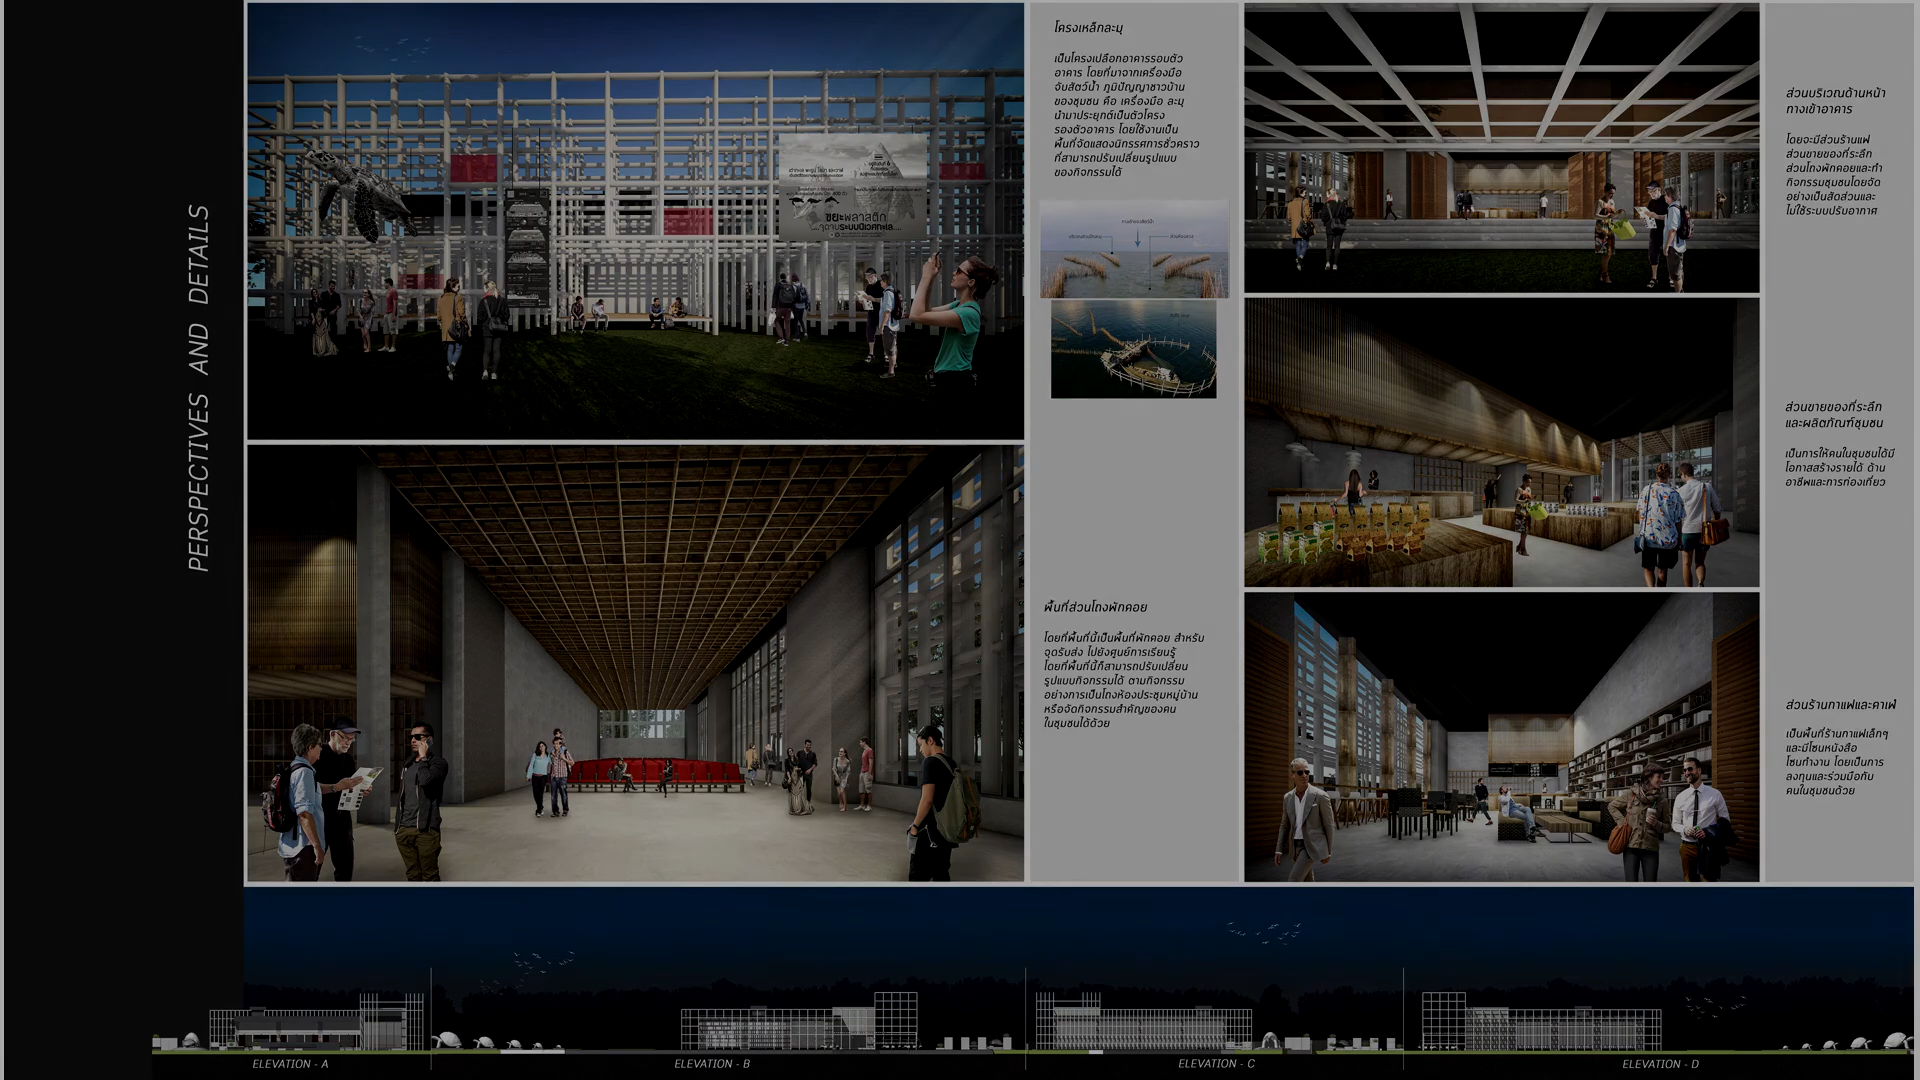 PERSPECTIVES AND DETAILS
โครงเหล็กละมุ
เป็นโครงเปลือกอาคารรอบตัว
อาคาร โดยที่มาจากเครื่องมือ
จับสัตว์น้ำ ภูมิปัญญาชาวบ้าน
ของชุมชน คือ เครื่องมือ ละมุ
นำมาประยุกต์เป็นตัวโครง
รองตัวอาคาร โดยใช้งานเป็น
พื้นที่จัดแสดงนิทรรศการชั่วคราว
ที่สามารถปรับเปลี่ยนรูปแบบ
ของกิจกรรมได้
ขยะพลาสติก
พื้นที่ส่วนโถงพักคอย
โดยที่พื้นที่นี้เป็นพื้นที่พักคอย สำหรับ
จุดรับส่ง ไปยังศูนย์การเรียนรู้
โดยที่พื้นที่นี้ก็สามารถปรับเปลี่ยน
รูปแบบกิจกรรมได้ ตามกิจกรรม
อย่างการเป็นโถงห้องประชุมหมู่บ้าน
หรือจัดกิจกรรมสำคัญของคน
ในชุมชนได้ด้วย
ส่วนบริเวณด้านหน้า
ทางเข้าอาคาร
โดยจะมีส่วนร้านแฟ
ส่วนขายของที่ระลึก
ส่วนโถงพักคอยและทำ
กิจกรรมชุมชนโดยจัด
อย่างเป็นสัดส่วนและ
ไม่ใช้ระบบปรับอากาศ
ส่วนขายของที่ระลึก
และผลิตภัณฑ์ชุมชน
เป็นการให้คนในชุมชนได้มี
โอกาสสร้างรายได้ ด้าน
อาชีพและการท่องเที่ยว
ส่วนร้านกาแฟและคาเฟ่
เป็นพื้นที่ร้านกาแฟเล็กๆ
และมีโซนหนังสือ
โซนทำงาน โดยเป็นการ
ลงทุนและร่วมมือกับ
คนในชุมชนด้วย
ELEVATION - A
ELEVATION - B
ELEVATION - C
ELEVATION - D